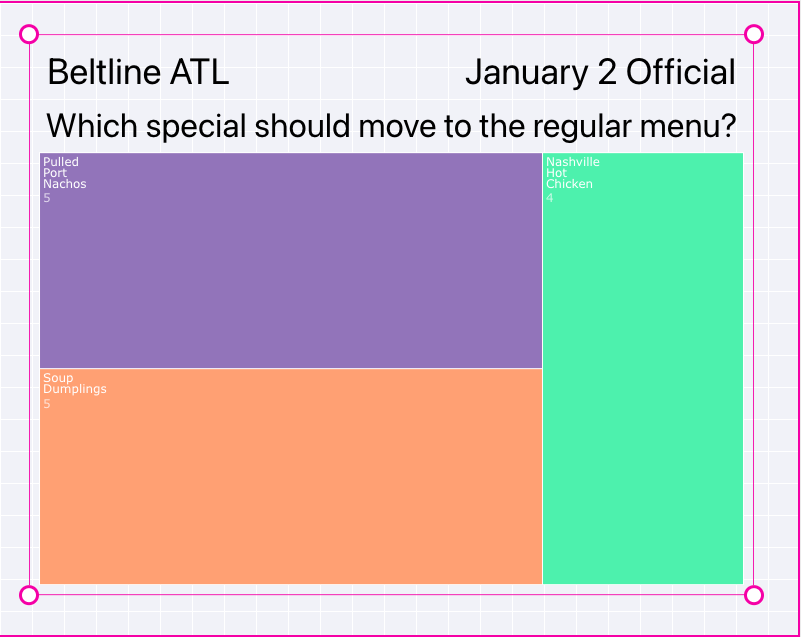 Beltline ATL January 2 Official
Which special should move to the regular menu?
Pulled
Port
Nachos
5
Nashville
Hot
Chicken
4
Soup
Dumplings
5